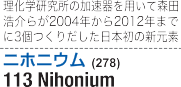 理化学研究所の加速器を用いて森田
浩介らが2004年から2012年まで
に3個つくりだした日本初の新元素
ニホニウム (278)
113 Nihonium